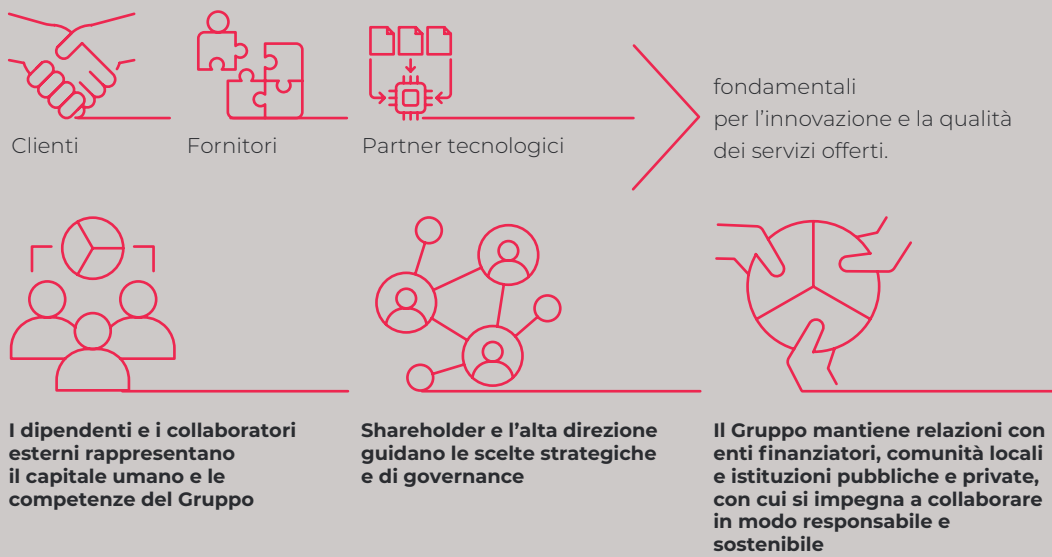 Clienti
Fornitori
Partner tecnologici
fondamentali
per l'innovazione e la qualità
dei servizi offerti.
I dipendenti e i collaboratori
esterni rappresentano
il capitale umano e le
competenze del Gruppo
Shareholder e l'alta direzione
guidano le scelte strategiche
e di governance
Il Gruppo mantiene relazioni con
enti finanziatori, comunità locali
e istituzioni pubbliche e private,
con cui si impegna a collaborare
in modo responsabile e
sostenibile